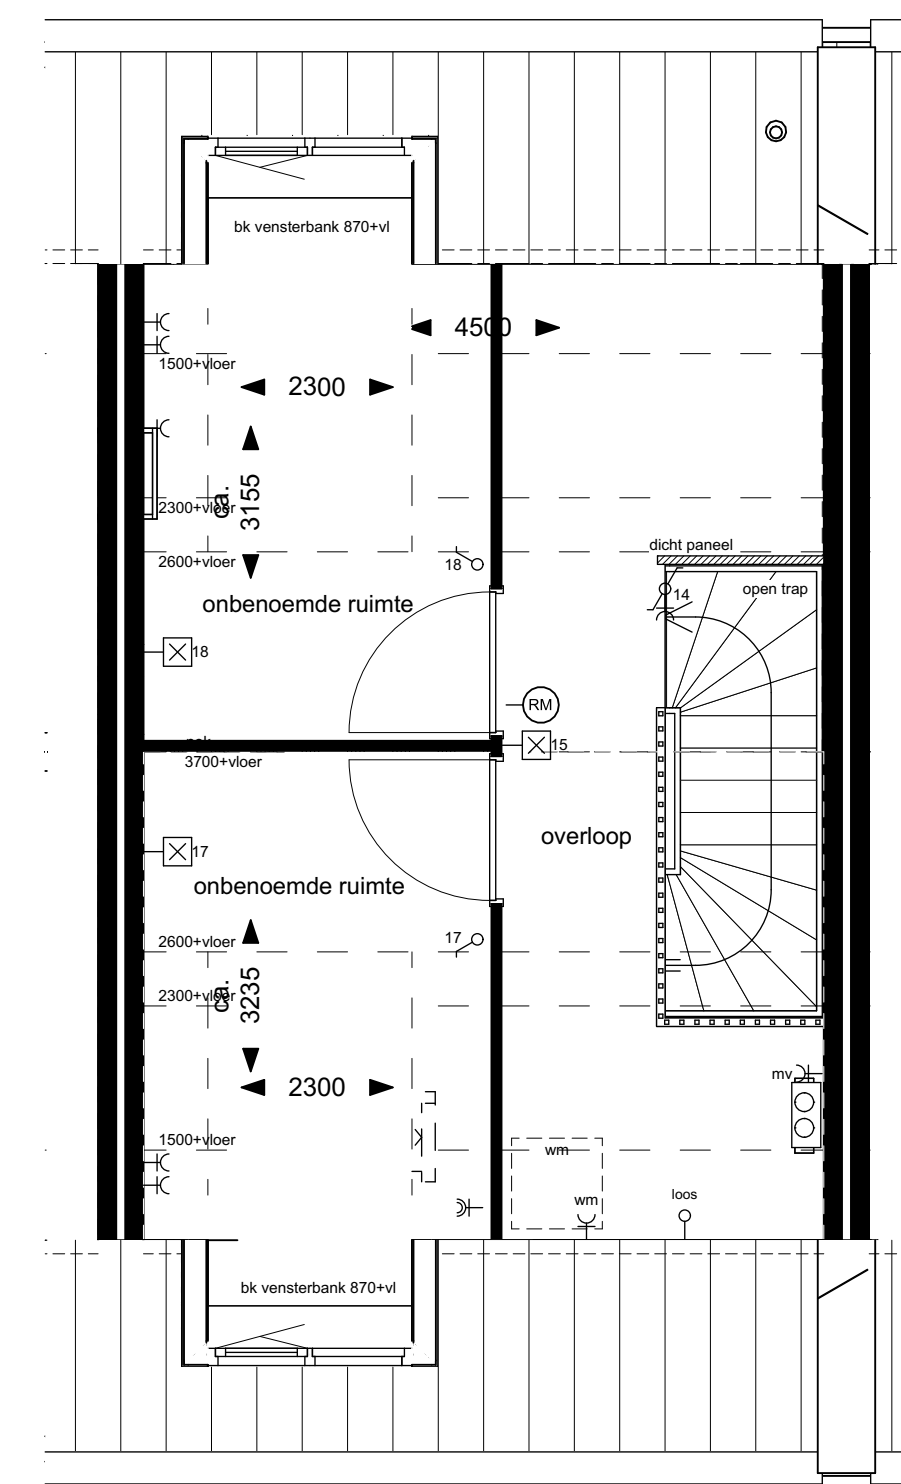 bk vensterbank 870+vl
4500
1500+vloer
2300
ca.
3155
2300+vloer
dicht paneel
2600+vloer
18
open trap
14
onbenoemde ruimte
18
RM
15
3700+vloer
overloop
17
onbenoemde ruimte
2600+vloer
17
ca.
3235
2300+vloer
mv
2300
1500+vloer
wm
wm
loos
bk vensterbank 870+vl